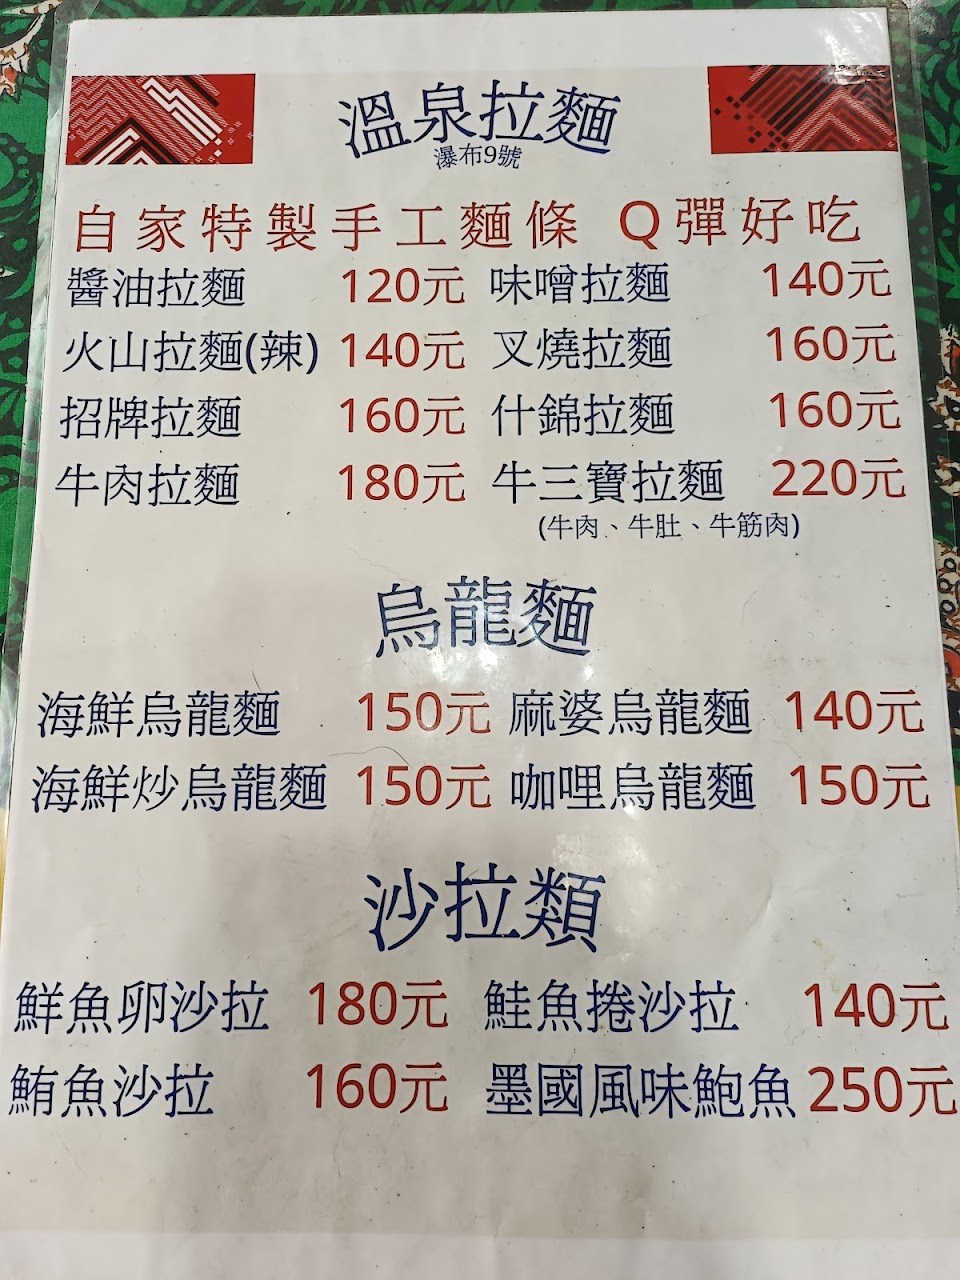 溫泉拉麵
瀑布9號
自家特製手工麵條 Q彈好吃
醬油拉麵 120元 味噌拉麵 140元
火山拉麵(辣) 140元 叉燒拉麵 160元
招牌拉麵 160元 什錦拉麵 160元
牛肉拉麵 180元 牛三寶拉麵 220元
(牛肉、牛肚、牛筋肉)
烏龍麵
海鮮烏龍麵 150元 麻婆烏龍麵 140元
海鮮炒烏龍麵 150元 咖哩烏龍麵 150元
沙拉類
鮮魚卵沙拉 180元 鮭魚捲沙拉 140元
鮪魚沙拉 160元 墨國風味鮑魚 250元